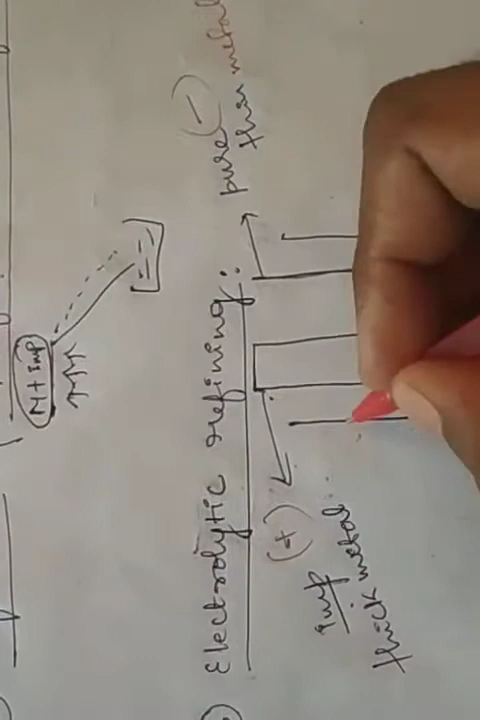 M + imp
Electrolytic refining:
(+)
Imp
thick metal
(-)
pure
thin metal